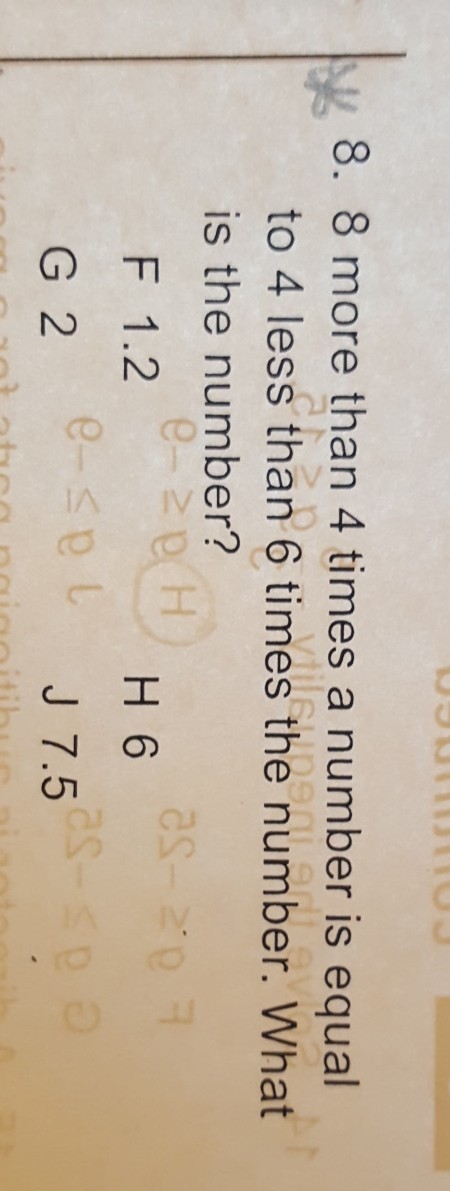 8. 8 more than 4 times a number is equal
to 4 less than 6 times the number. What
is the number?
F 1.2 H 6
G 2 J 7.5